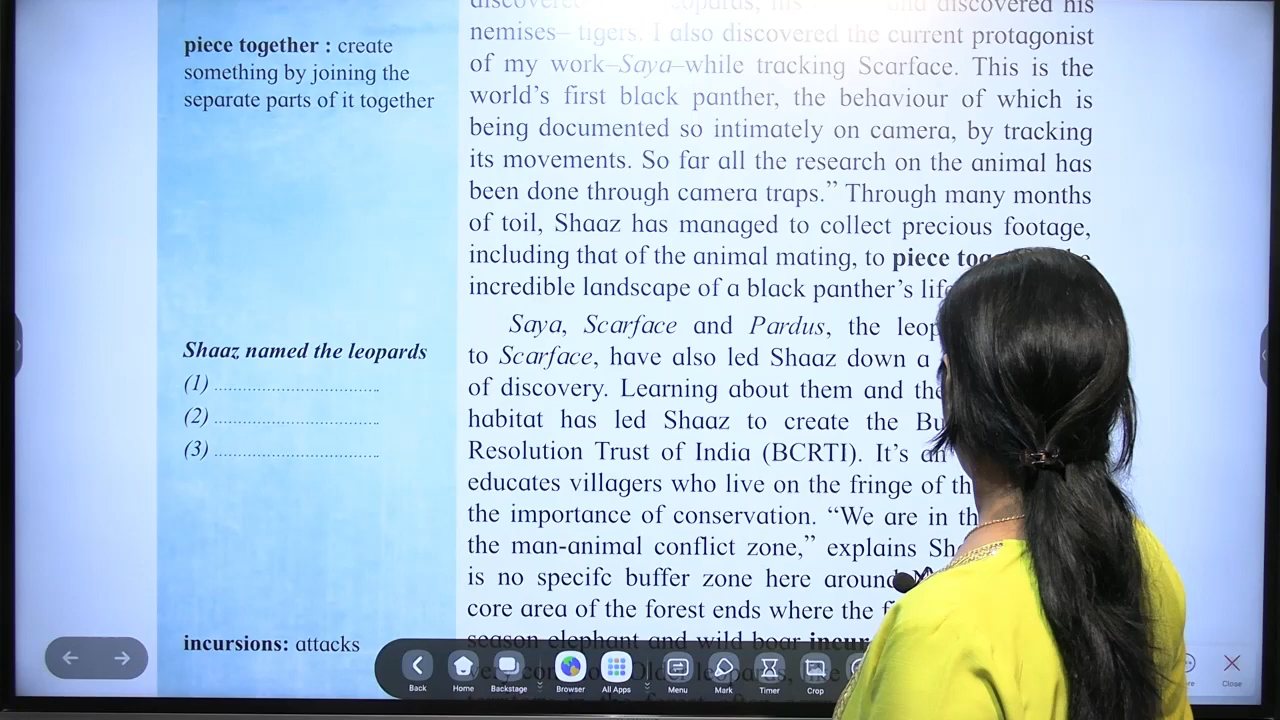 piece together : create
something by joining the
separate parts of it together
Shaaz named the leopards
(1) ....................................
(2) ....................................
(3) ....................................
incursions: attacks
discovered his
nemises– tigers. I also discovered the current protagonist
of my work–Saya–while tracking Scarface. This is the
world's first black panther, the behaviour of which is
being documented so intimately on camera, by tracking
its movements. So far all the research on the animal has
been done through camera traps.” Through many months
of toil, Shaaz has managed to collect precious footage,
including that of the animal mating, to piece
incredible landscape of a black panther's
Saya, Scarface and Pardus, the
to Scarface, have also led Shaaz down a
of discovery. Learning about them and
habitat has led Shaaz to create the
Resolution Trust of India (BCRTI). It's
educates villagers who live on the fringe of
the importance of conservation. “We are in
the man-animal conflict zone,” explains
is no specifc buffer zone here around
core area of the forest ends where the
season elephant and wild boar
Back
Home
Backstage
Browser
All Apps
Menu
Mark
Timer
Crop
Close